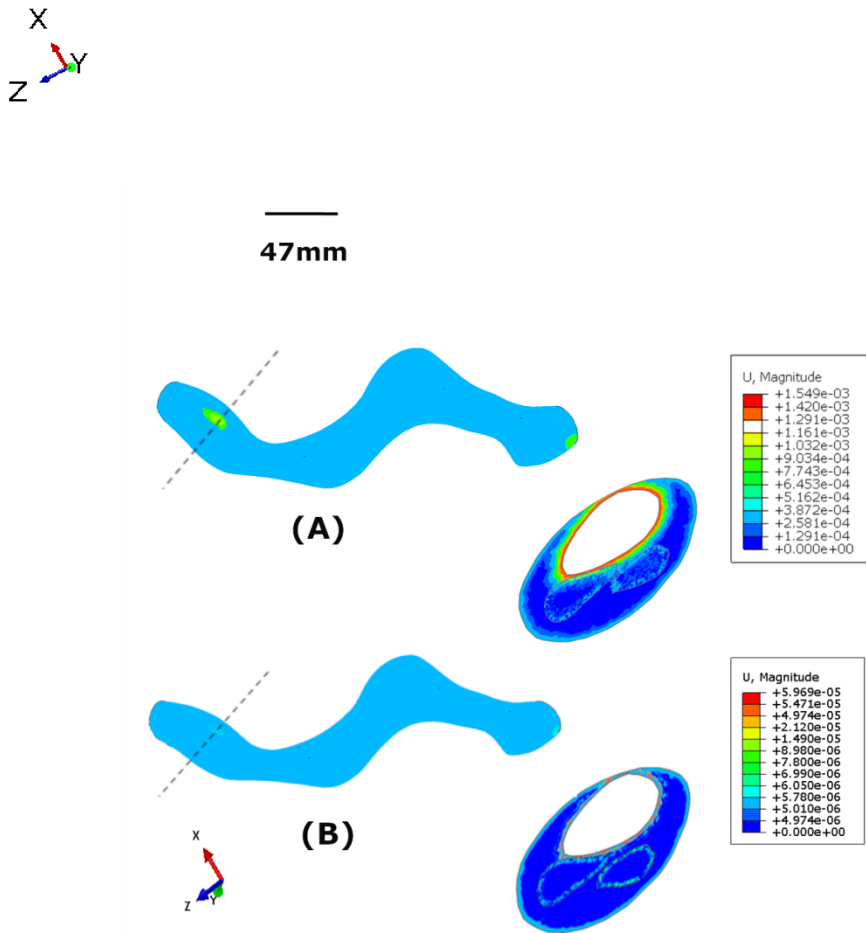 X
Y
Z
47mm
(A)
U, Magnitude
+1.549e-03
+1.420e-03
+1.291e-03
+1.161e-03
+1.032e-03
+9.034e-04
+7.743e-04
+6.453e-04
+5.162e-04
+3.872e-04
+2.581e-04
+1.291e-04
+0.000e+00
(B)
U, Magnitude
+5.969e-05
+5.471e-05
+4.974e-05
+2.120e-05
+1.490e-05
+8.980e-06
+7.800e-06
+6.990e-06
+6.050e-06
+5.780e-06
+5.010e-06
+4.974e-06
+0.000e+00
X
Z
Y